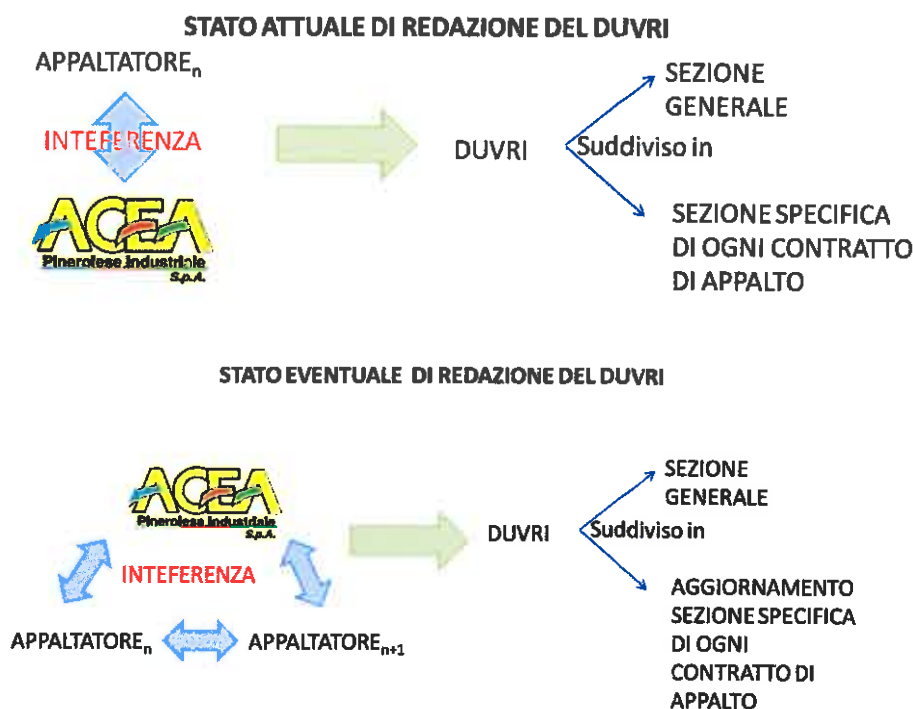 STATO ATTUALE DI REDAZIONE DEL DUVRI
APPALTATOREn
INTEFERENZA
ACEA
Pinerolese Industriale
S.p.A.
DUVRI
Suddiviso in
SEZIONE
GENERALE
SEZIONE SPECIFICA
DI OGNI CONTRATTO
DI APPALTO
STATO EVENTUALE DI REDAZIONE DEL DUVRI
ACEA
Pinerolese Industriale
S.p.A.
INTEFERENZA
APPALTATOREn
APPALTATOREn+1
DUVRI
Suddiviso in
SEZIONE
GENERALE
AGGIORNAMENTO
SEZIONE SPECIFICA
DI OGNI
CONTRATTO DI
APPALTO